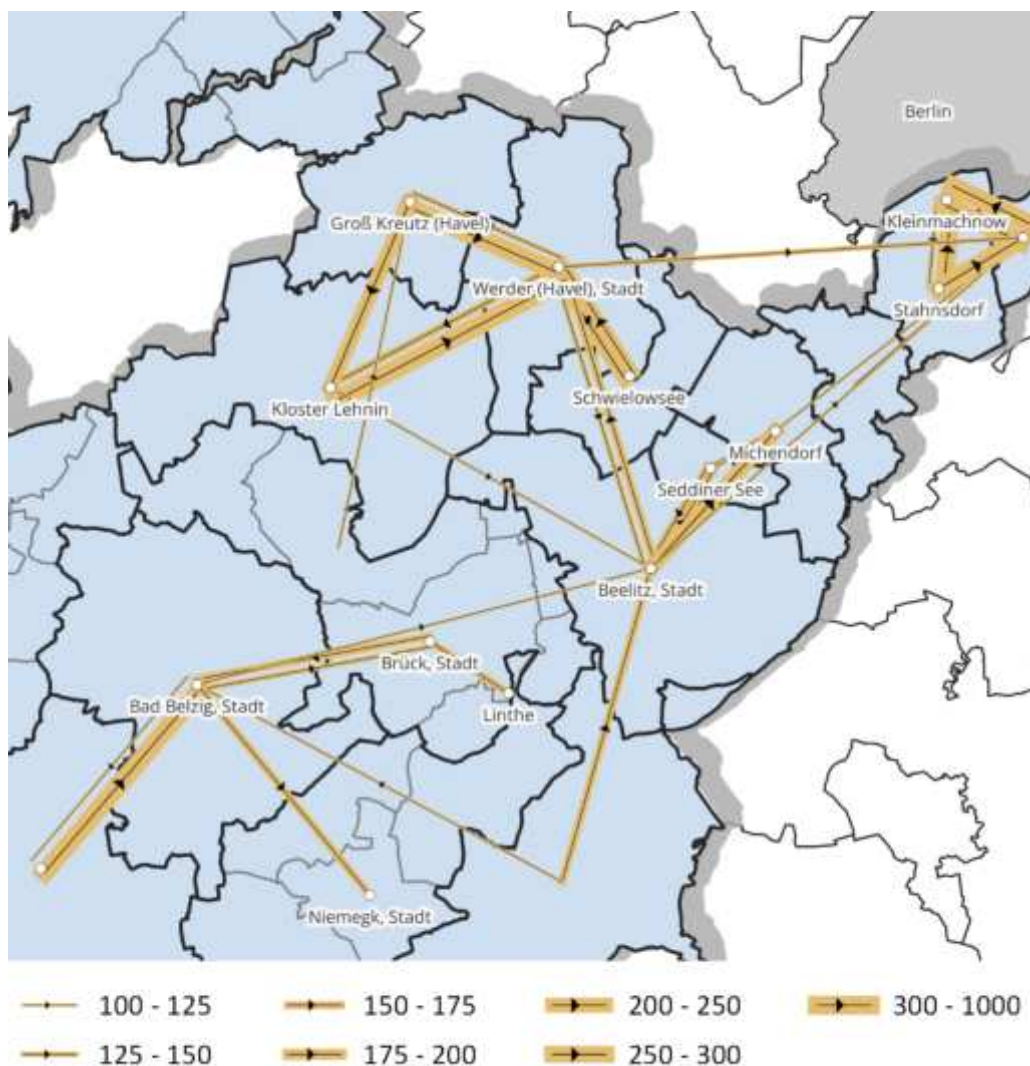 Berlin
Kleinmachnow
Groß Kreutz (Havel)
Werder (Havel), Stadt
Stahnsdorf
Schwielowsee
Kloster Lehnin
Michendorf
Seddiner See
Beelitz, Stadt
Brück, Stadt
Bad Belzig, Stadt
Linthe
Niemegk, Stadt
100 - 125
150 - 175
200 - 250
300 - 1000
125 - 150
175 - 200
250 - 300